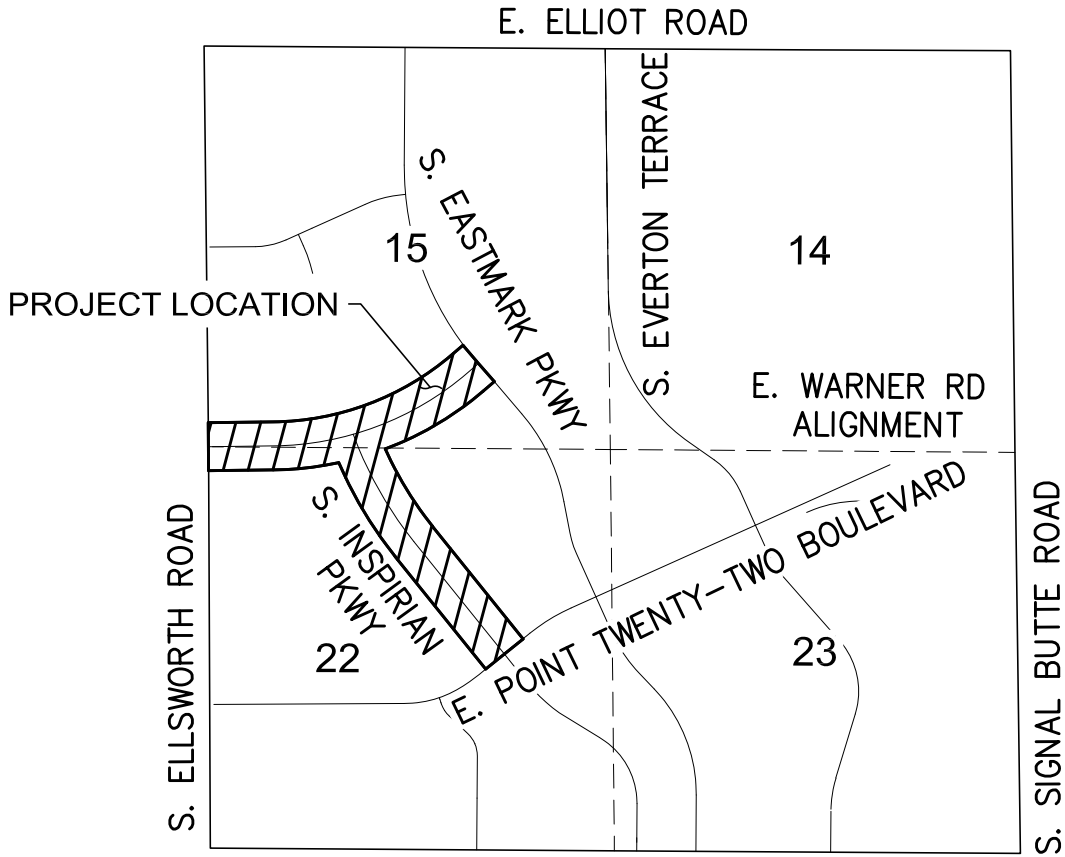 E. ELLIOT ROAD
S. EVERTON TERRACE
S. EASTMARK PKWY
15
14
PROJECT LOCATION
E. WARNER RD
ALIGNMENT
S. INSPIRIAN
PKWY
E. POINT TWENTY-TWO BOULEVARD
S. ELLSWORTH ROAD
22
23
S. SIGNAL BUTTE ROAD